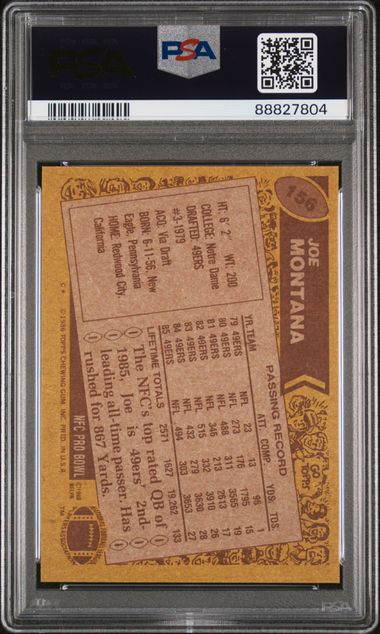 PSA
PSA
88827804
156
JOE
MONTANA
HT: 6' 2" WT: 200
COLLEGE: Notre Dame
DRAFTED: 49ERS
#3-1979
ACQ: Via Draft
BORN: 6-11-56, New
Eagle, Pennsylvania
HOME: Redwood City,
California
PASSING RECORD
YR. TEAM ATT. COMP. YDS. TDS.
79 49ERS NFL 23 13 96 1
80 49ERS NFL 273 176 1795 15
81 49ERS NFL 488 311 3565 19
82 49ERS NFL 346 213 2613 17
83 49ERS NFL 515 332 3910 26
84 49ERS NFL 432 279 3630 28
85 49ERS NFL 494 303 3653 27
LIFETIME TOTALS 2571 1627 19,262 133
The NFC's top rated QB of
1985, Joe is 49ers' 2nd-
leading all-time passer. Has
rushed for 867 Yards.
TOPPS
C*
© 1986 TOPPS CHEWING GUM, INC. PRTD. IN U.S.A.
NFC PRO BOWL
TM